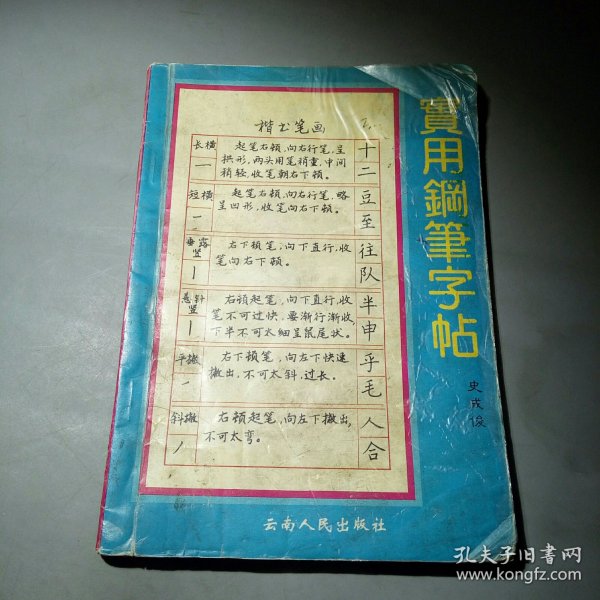 實用鋼筆字帖
史成俊
楷书笔画
长横
起笔右顿,向右行笔,呈
拱形,两头用笔稍重,中间
稍轻,收笔朝右下顿。
十二
短横
起笔右顿,向右行笔,略
呈凹形,收笔向右下顿。
豆至
垂露竖
右下顿笔,向下直行,收
笔向右下顿。
往队
悬针竖
右顿起笔,向下直行,收
笔不可过快,要渐行渐收,
下半不可太细呈鼠尾状。
半申
平撇
右下顿笔,向左下快速
撇出,不可太斜,过长。
乎毛
斜撇
右顿起笔,向左下撇出,
不可太弯。
人合
云南人民出版社
孔夫子旧书网
www.kongfz.com